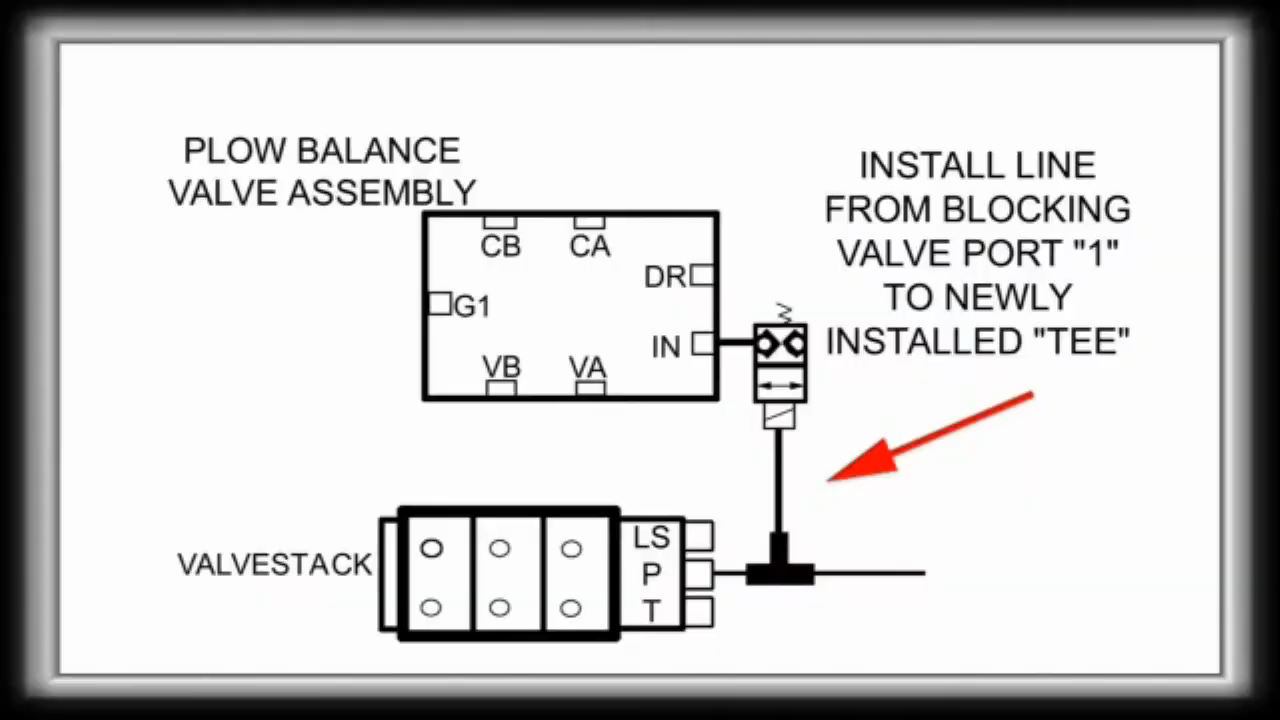 PLOW BALANCE
VALVE ASSEMBLY
INSTALL LINE
FROM BLOCKING
VALVE PORT "1"
TO NEWLY
INSTALLED "TEE"
CB
CA
DR
G1
IN
VB
VA
VALVESTACK
LS
P
T